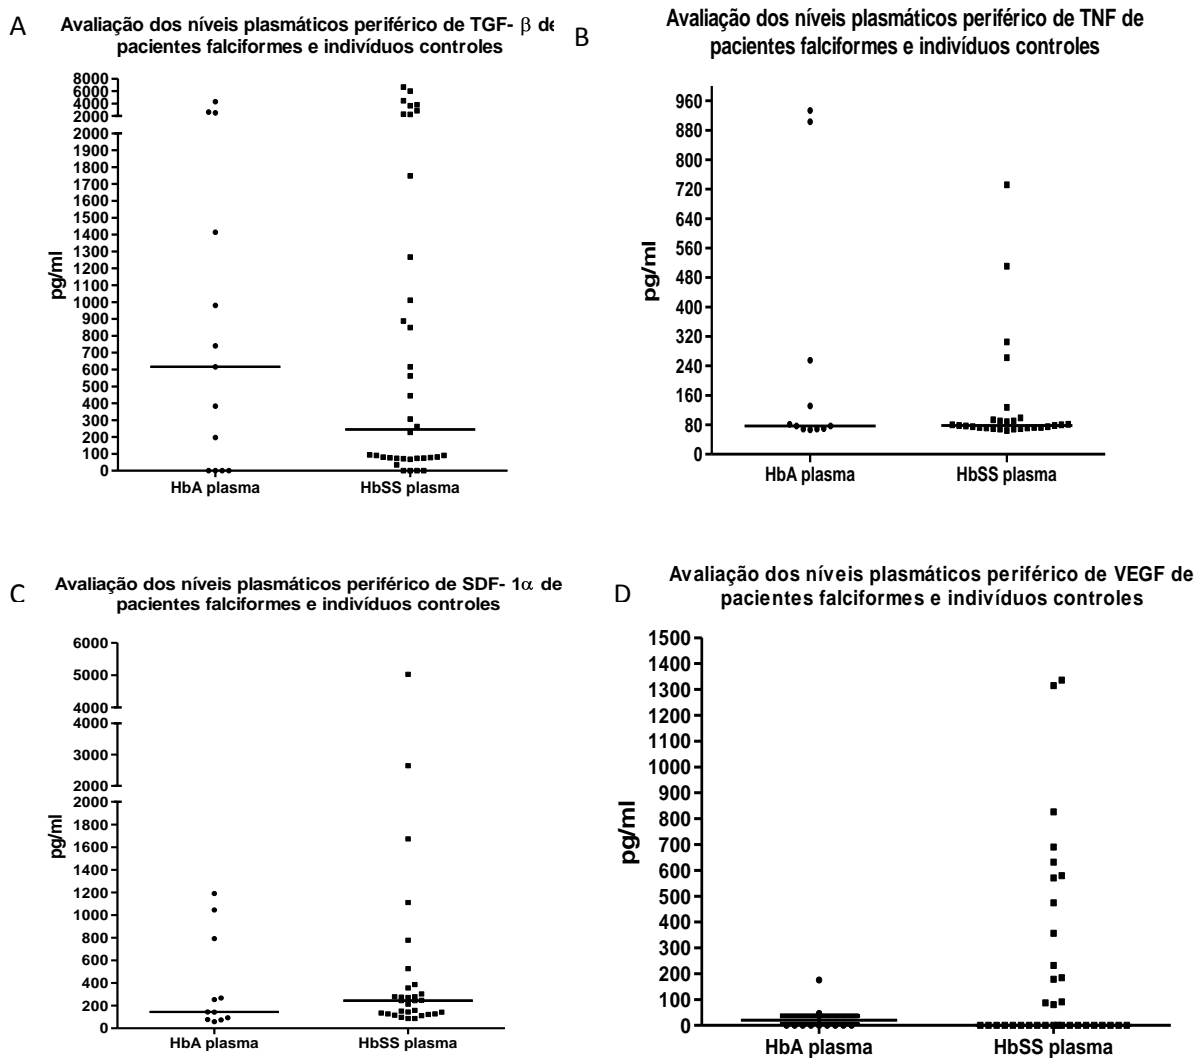 A
Avaliação dos níveis plasmáticos periférico de TGF- β de
pacientes falciformes e indivíduos controles
8000
6000
4000
2000
2000
1900
1800
1700
1600
1500
1400
1300
1200
1100
1000
900
800
700
600
500
400
300
200
100
0
pg/ml
HbA plasma
HbSS plasma
B
Avaliação dos níveis plasmáticos periférico de TNF de
pacientes falciformes e indivíduos controles
960
880
800
720
640
560
480
400
320
240
160
80
0
pg/ml
HbA plasma
HbSS plasma
C
Avaliação dos níveis plasmáticos periférico de SDF- 1α de
pacientes falciformes e indivíduos controles
6000
5000
4000
4000
3000
2000
2000
1800
1600
1400
1200
1000
800
600
400
200
0
pg/ml
HbA plasma
HbSS plasma
D
Avaliação dos níveis plasmáticos periférico de VEGF de
pacientes falciformes e indivíduos controles
1500
1400
1300
1200
1100
1000
900
800
700
600
500
400
300
200
100
0
pg/ml
HbA plasma
HbSS plasma